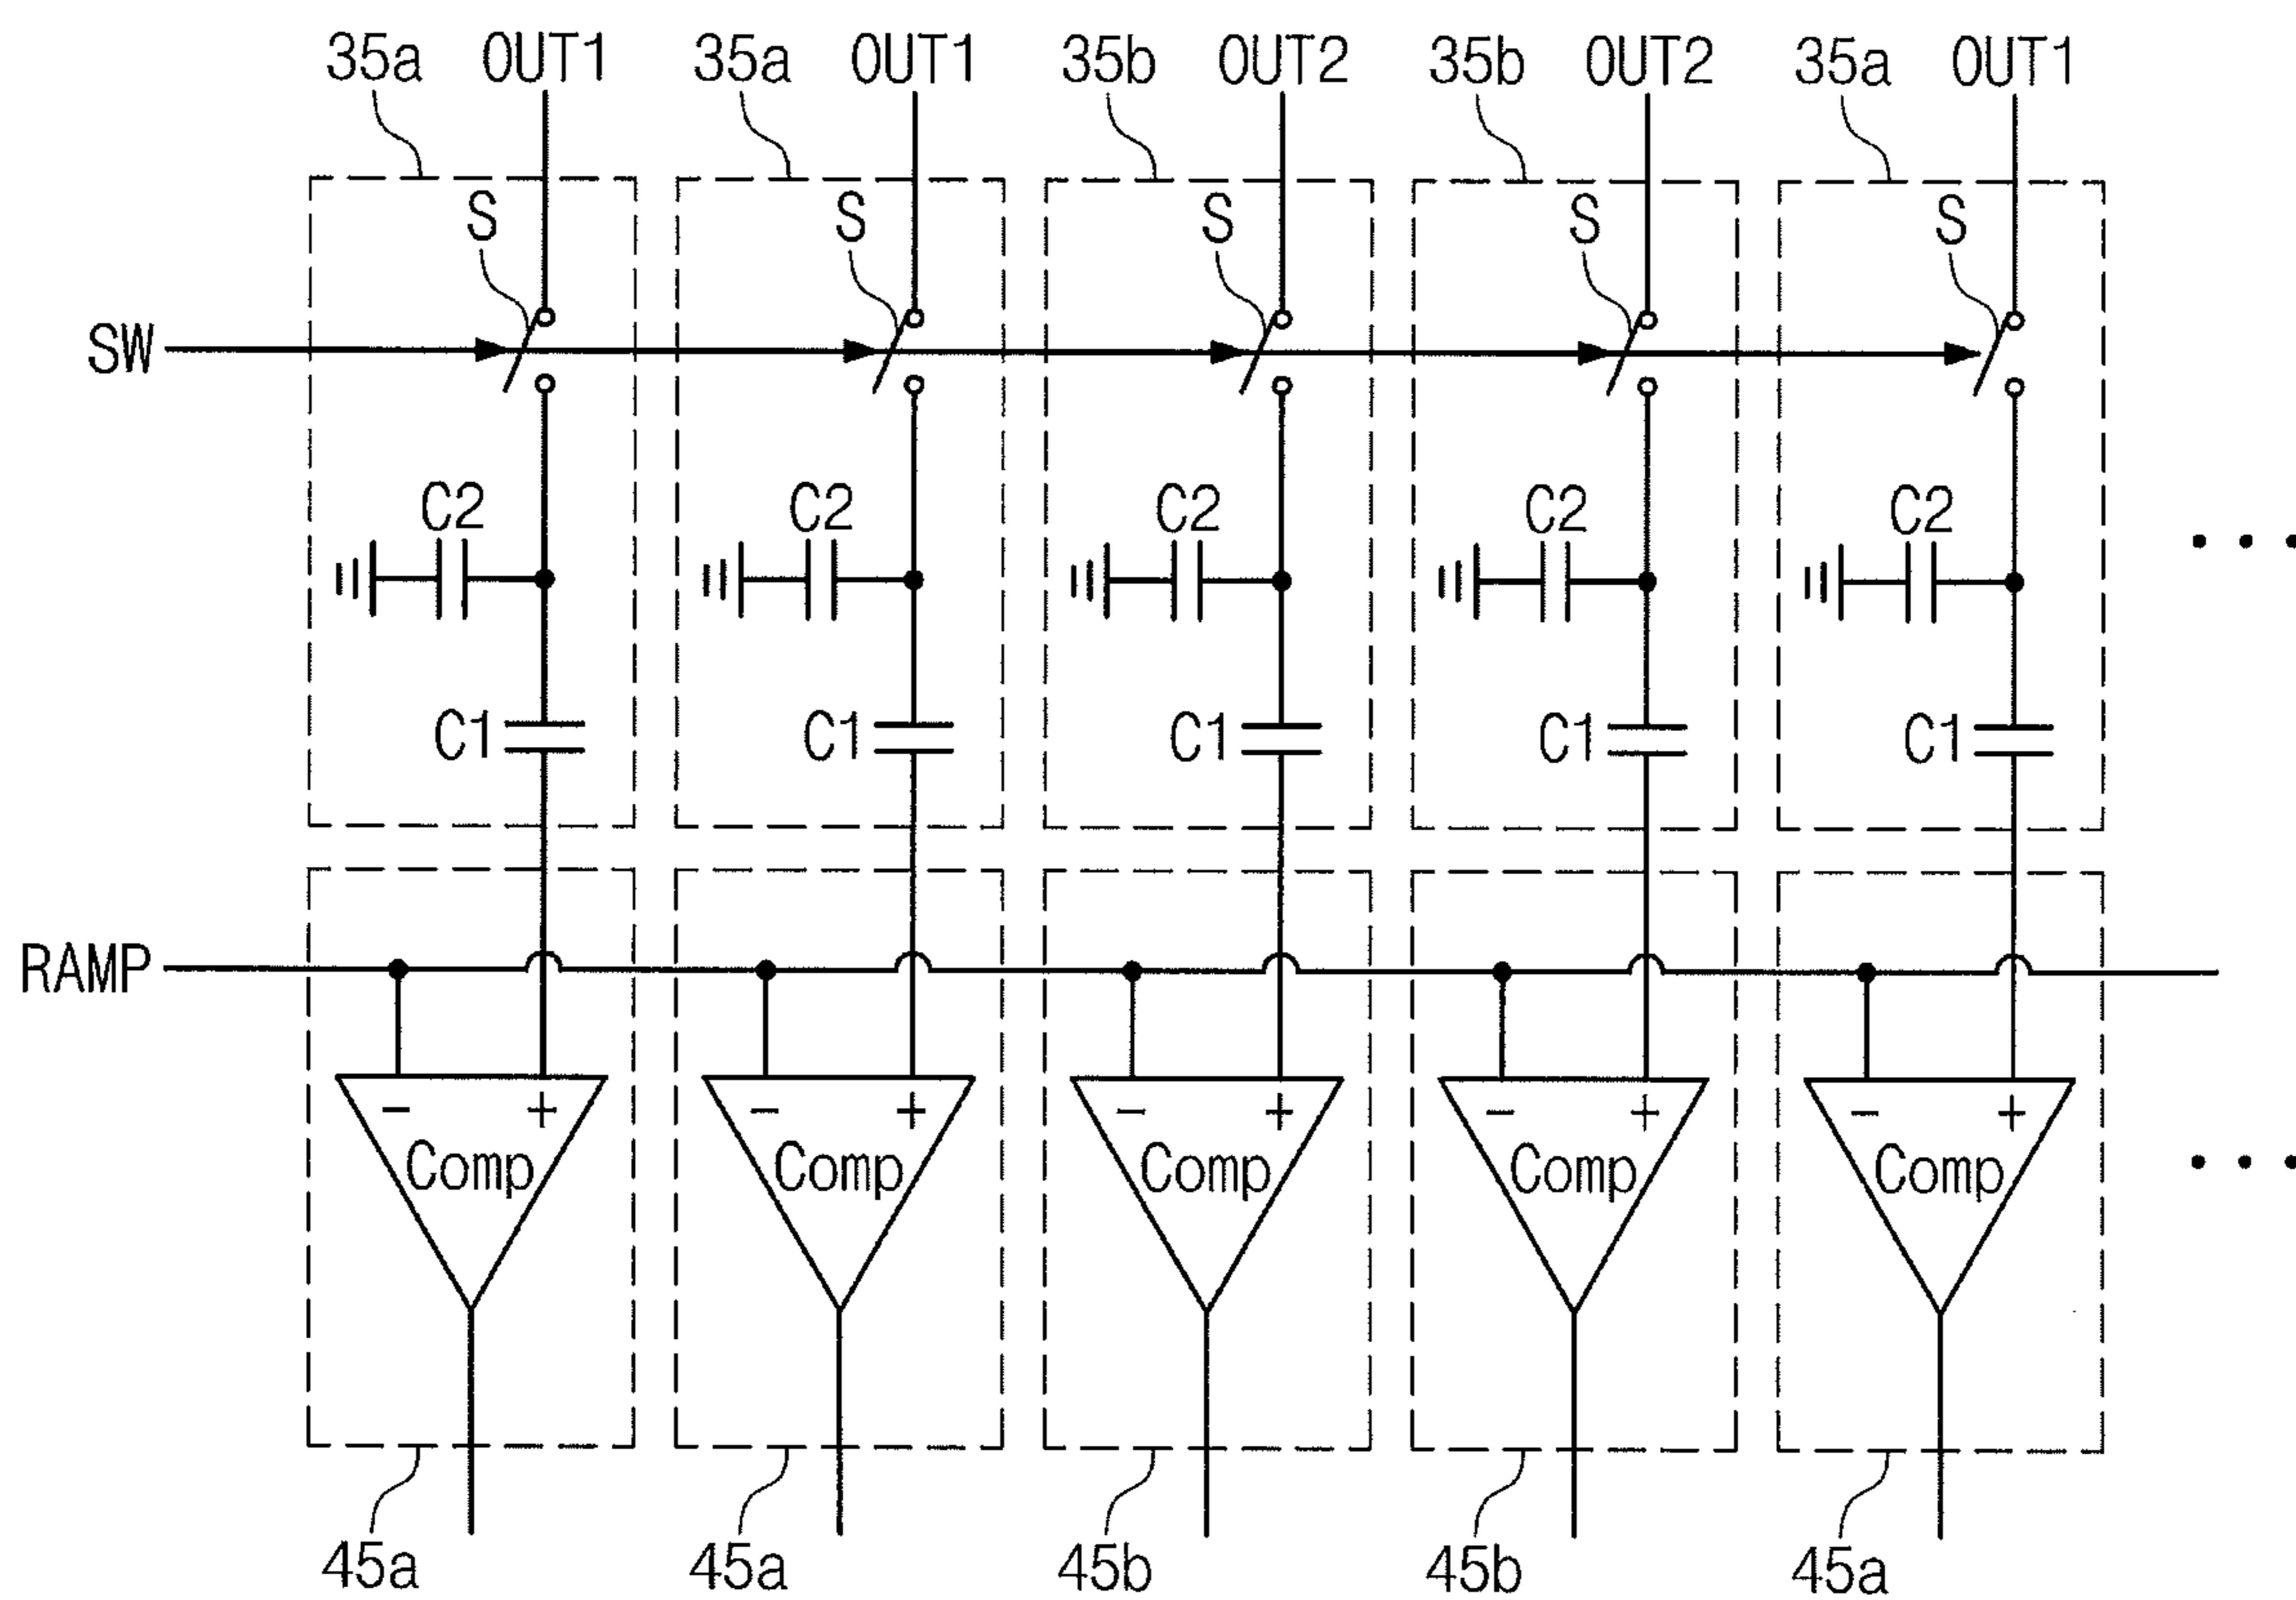 35a OUT1 35a OUT1 35b OUT2 35b OUT2 35a OUT1
S S S S S
SW
C2 C2 C2 C2 C2
C1 C1 C1 C1 C1
RAMP
- + - + - + - + - +
Comp Comp Comp Comp Comp
45a 45a 45b 45b 45a